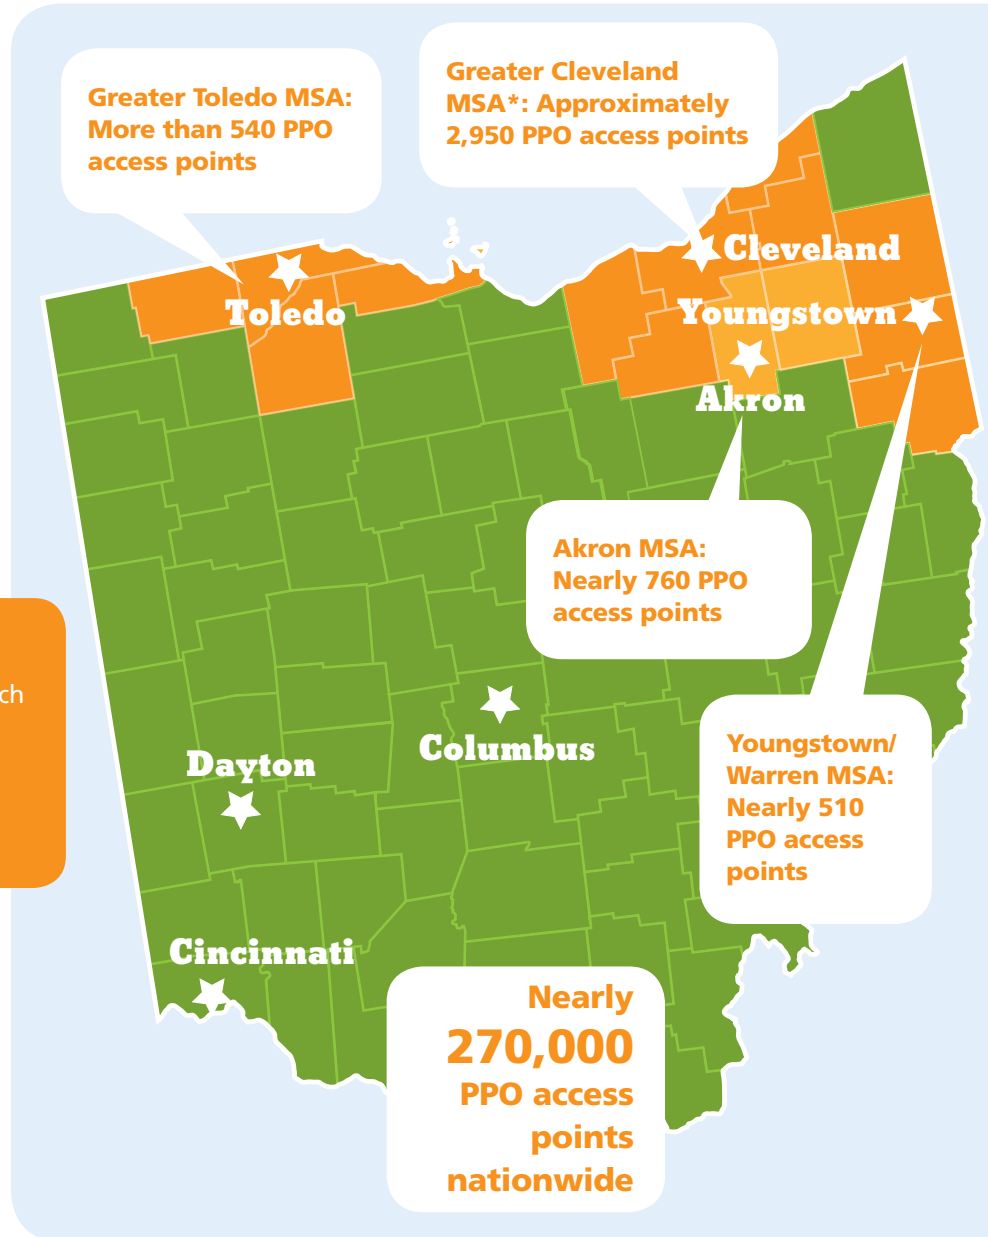 Greater Toledo MSA:
More than 540 PPO
access points
Greater Cleveland
MSA*: Approximately
2,950 PPO access points
Cleveland
Toledo
Youngstown
Akron
Akron MSA:
Nearly 760 PPO
access points
ch
Columbus
Dayton
Youngstown/
Warren MSA:
Nearly 510
PPO access
points
Cincinnati
Nearly
270,000
PPO access
points
nationwide